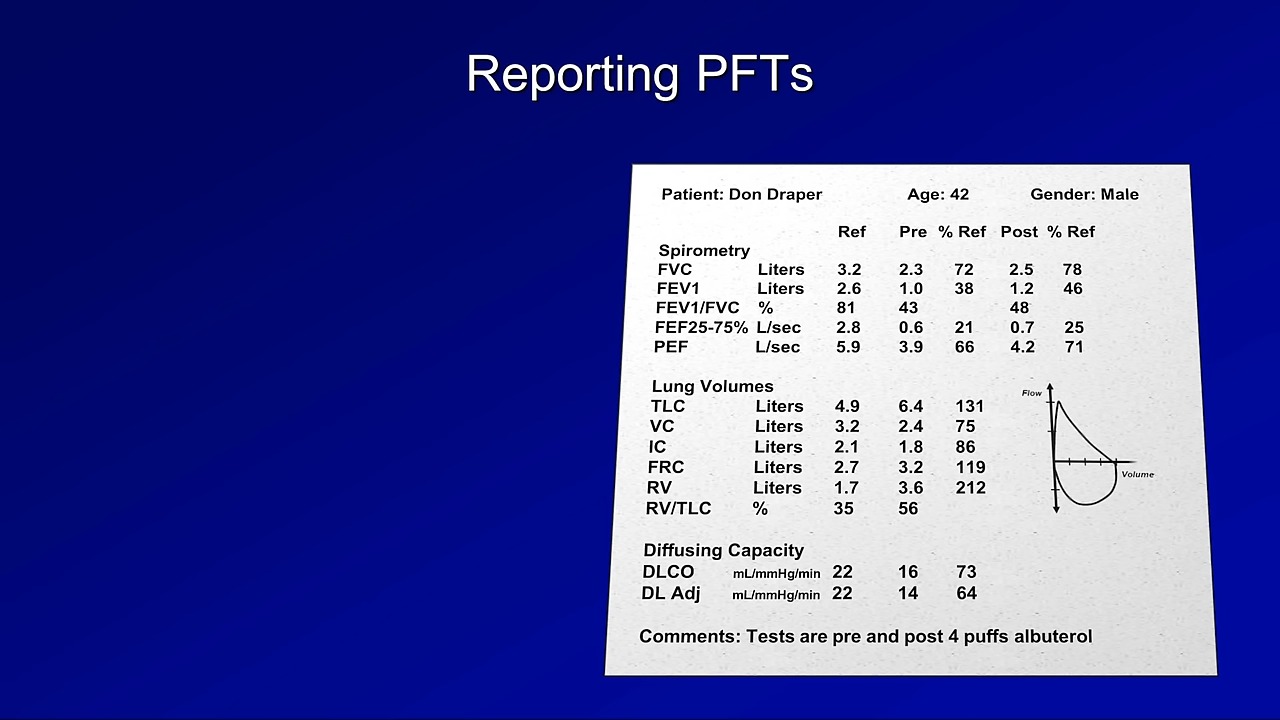 Reporting PFTs
Patient: Don Draper Age: 42 Gender: Male
Ref Pre % Ref Post % Ref
Spirometry
FVC Liters 3.2 2.3 72 2.5 78
FEV1 Liters 2.6 1.0 38 1.2 46
FEV1/FVC % 81 43 48
FEF25-75% L/sec 2.8 0.6 21 0.7 25
PEF L/sec 5.9 3.9 66 4.2 71
Lung Volumes
TLC Liters 4.9 6.4 131
VC Liters 3.2 2.4 75
IC Liters 2.1 1.8 86
FRC Liters 2.7 3.2 119
RV Liters 1.7 3.6 212
RV/TLC % 35 56
Flow
Volume
Diffusing Capacity
DLCO mL/mmHg/min 22 16 73
DL Adj mL/mmHg/min 22 14 64
Comments: Tests are pre and post 4 puffs albuterol